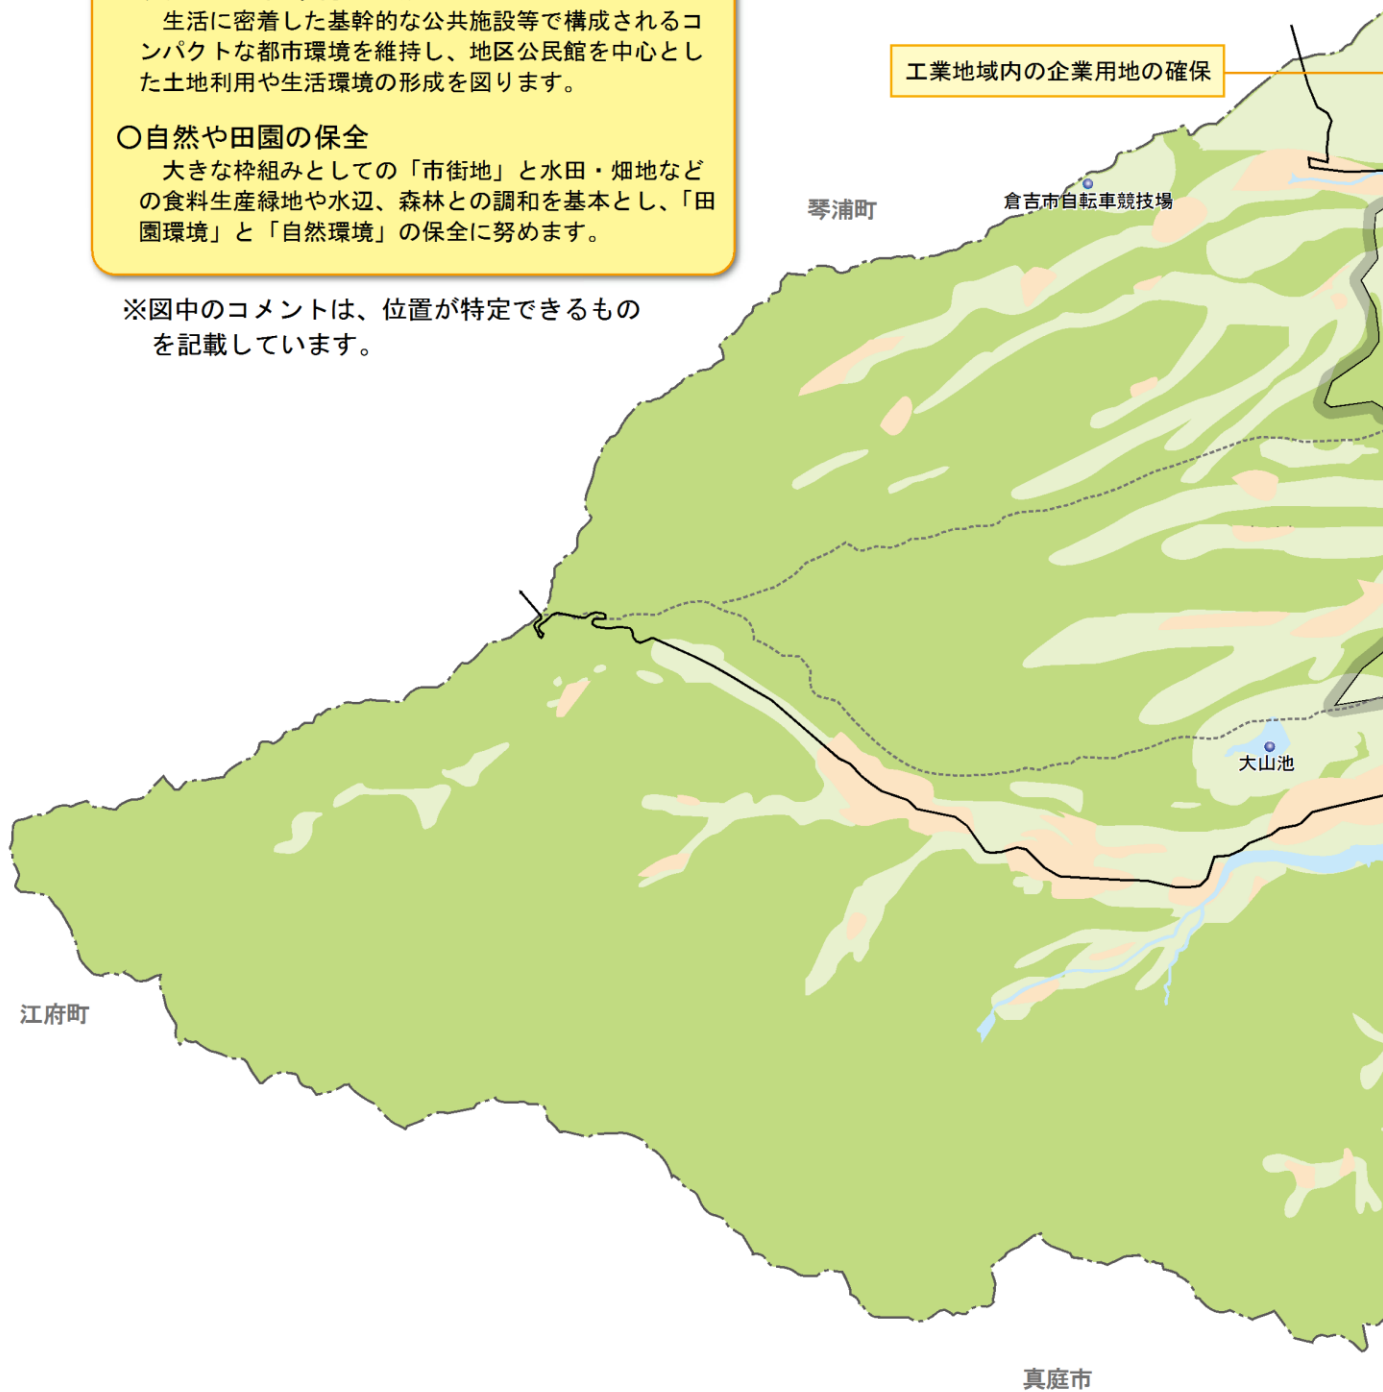 生活に密着した基幹的な公共施設等で構成されるコ
ンパクトな都市環境を維持し、地区公民館を中心とし
た土地利用や生活環境の形成を図ります。
〇自然や田園の保全
大きな枠組みとしての「市街地」と水田・畑地など
の食料生産緑地や水辺、森林との調和を基本とし、「田
園環境」と「自然環境」の保全に努めます。
※図中のコメントは、位置が特定できるもの
を記載しています。
工業地域内の企業用地の確保
琴浦町
倉吉市自転車競技場
大山池
江府町
真庭市